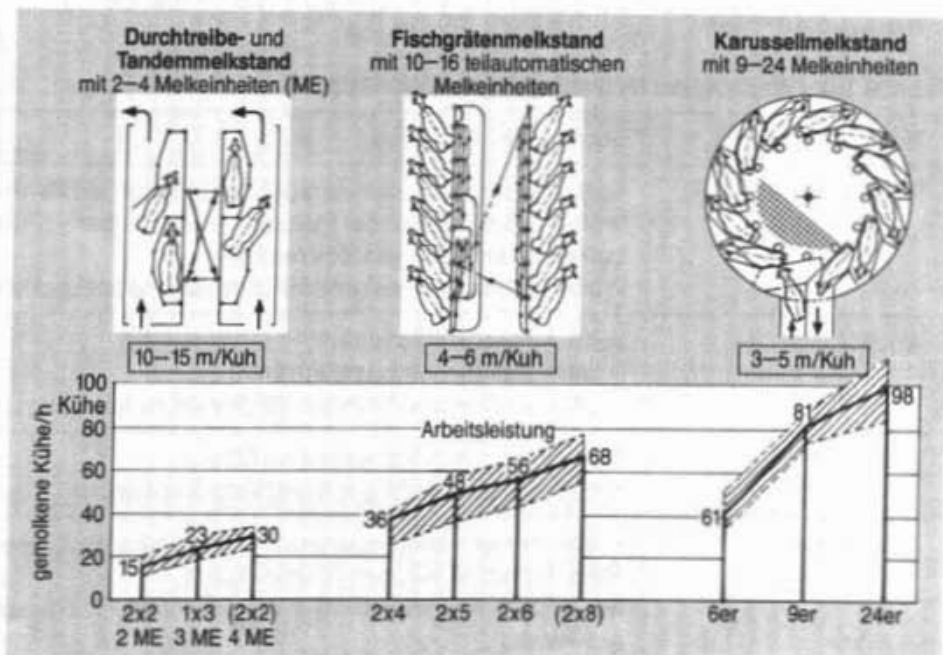 Durchtreibe- und
Tandemmelkstand
mit 2–4 Melkeinheiten (ME)
Fischgrätenmelkstand
mit 10–16 teilautomatischen
Melkeinheiten
Karussellmelkstand
mit 9–24 Melkeinheiten
10–15 m/Kuh
4–6 m/Kuh
3–5 m/Kuh
gemolkene Kühe/h
100
Kühe
80
60
40
20
0
Arbeitsleistung
15
23
30
36
48
56
68
61
81
98
2x2
1x3
(2x2)
2x4
2x5
2x6
(2x8)
6er
9er
24er
2 ME
3 ME
4 ME